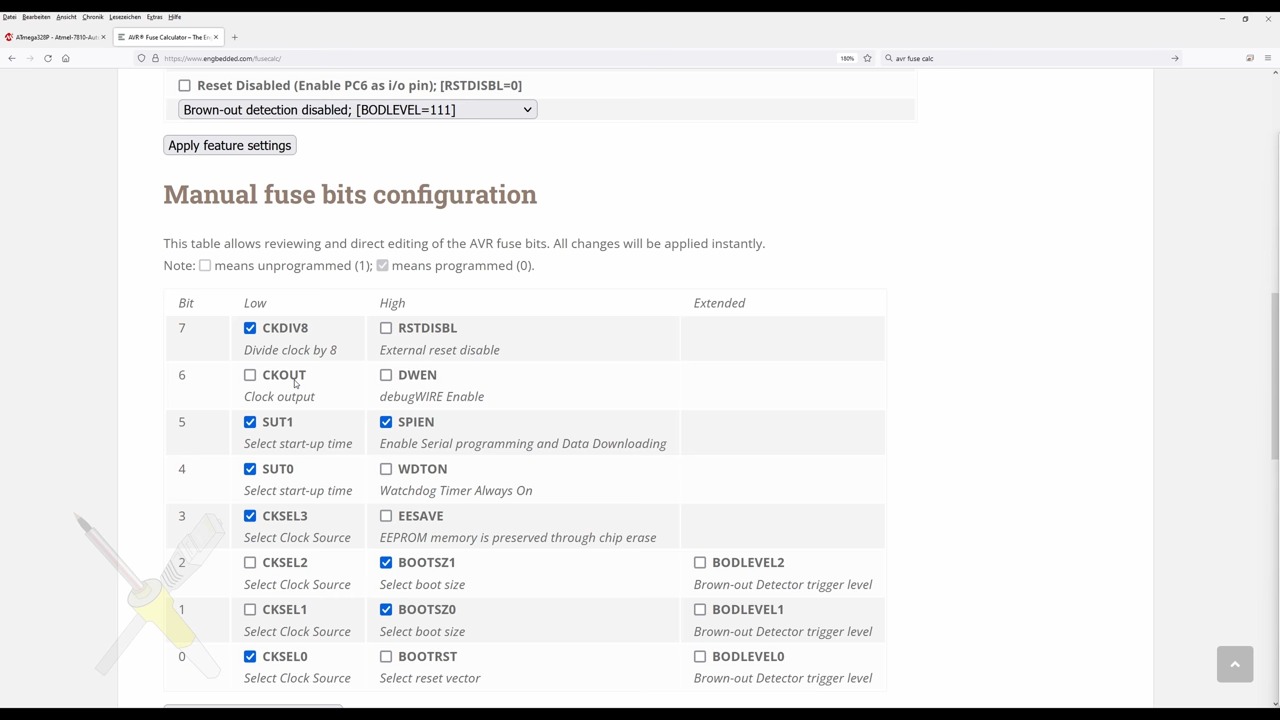 Datei Bearbeiten Ansicht Chronik Lesezeichen Extras Hilfe
ATmega328P - Atmel-7810-Auto
AVR® Fuse Calculator – The En
https://www.engbedded.com/fusecalc/
180%
avr fuse calc
Reset Disabled (Enable PC6 as i/o pin); [RSTDISBL=0]
Brown-out detection disabled; [BODLEVEL=111]
Apply feature settings
Manual fuse bits configuration
This table allows reviewing and direct editing of the AVR fuse bits. All changes will be applied instantly.
Note: means unprogrammed (1); means programmed (0).
Bit Low High Extended
7 CKDIV8 RSTDISBL
Divide clock by 8 External reset disable
6 CKOUT DWEN
Clock output debugWIRE Enable
5 SUT1 SPIEN
Select start-up time Enable Serial programming and Data Downloading
4 SUT0 WDTON
Select start-up time Watchdog Timer Always On
3 CKSEL3 EESAVE
Select Clock Source EEPROM memory is preserved through chip erase
2 CKSEL2 BOOTSZ1 BODLEVEL2
Select Clock Source Select boot size Brown-out Detector trigger level
1 CKSEL1 BOOTSZ0 BODLEVEL1
Select Clock Source Select boot size Brown-out Detector trigger level
0 CKSEL0 BOOTRST BODLEVEL0
Select Clock Source Select reset vector Brown-out Detector trigger level